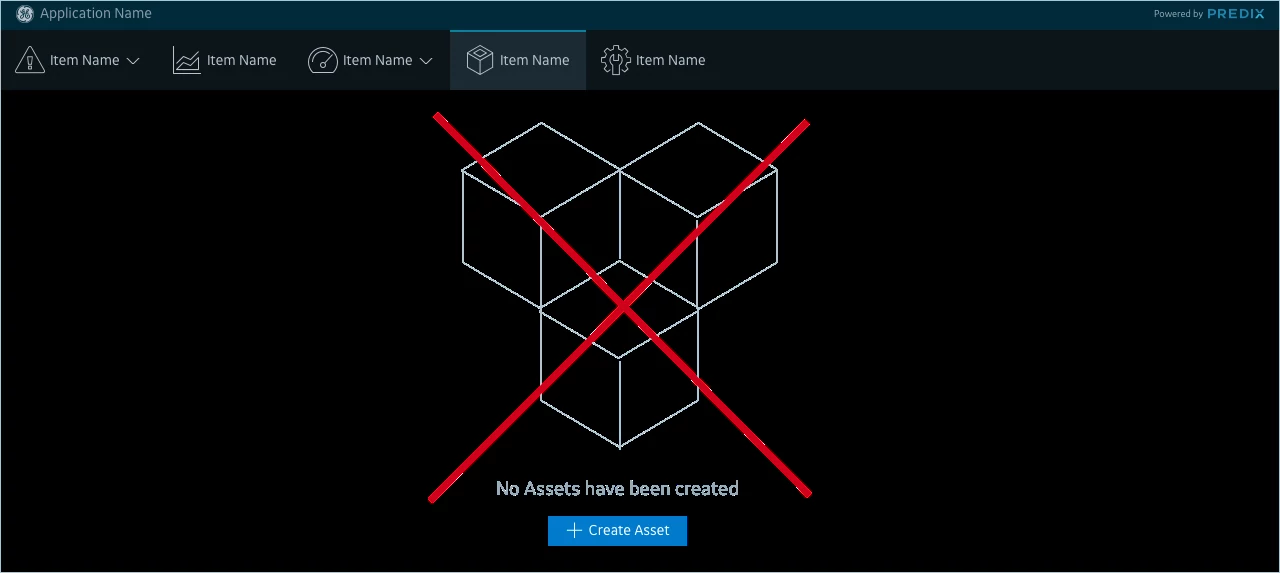 Application Name
Powered by PREDIX
Item Name
Item Name
Item Name
Item Name
Item Name
No Assets have been created
Create Asset